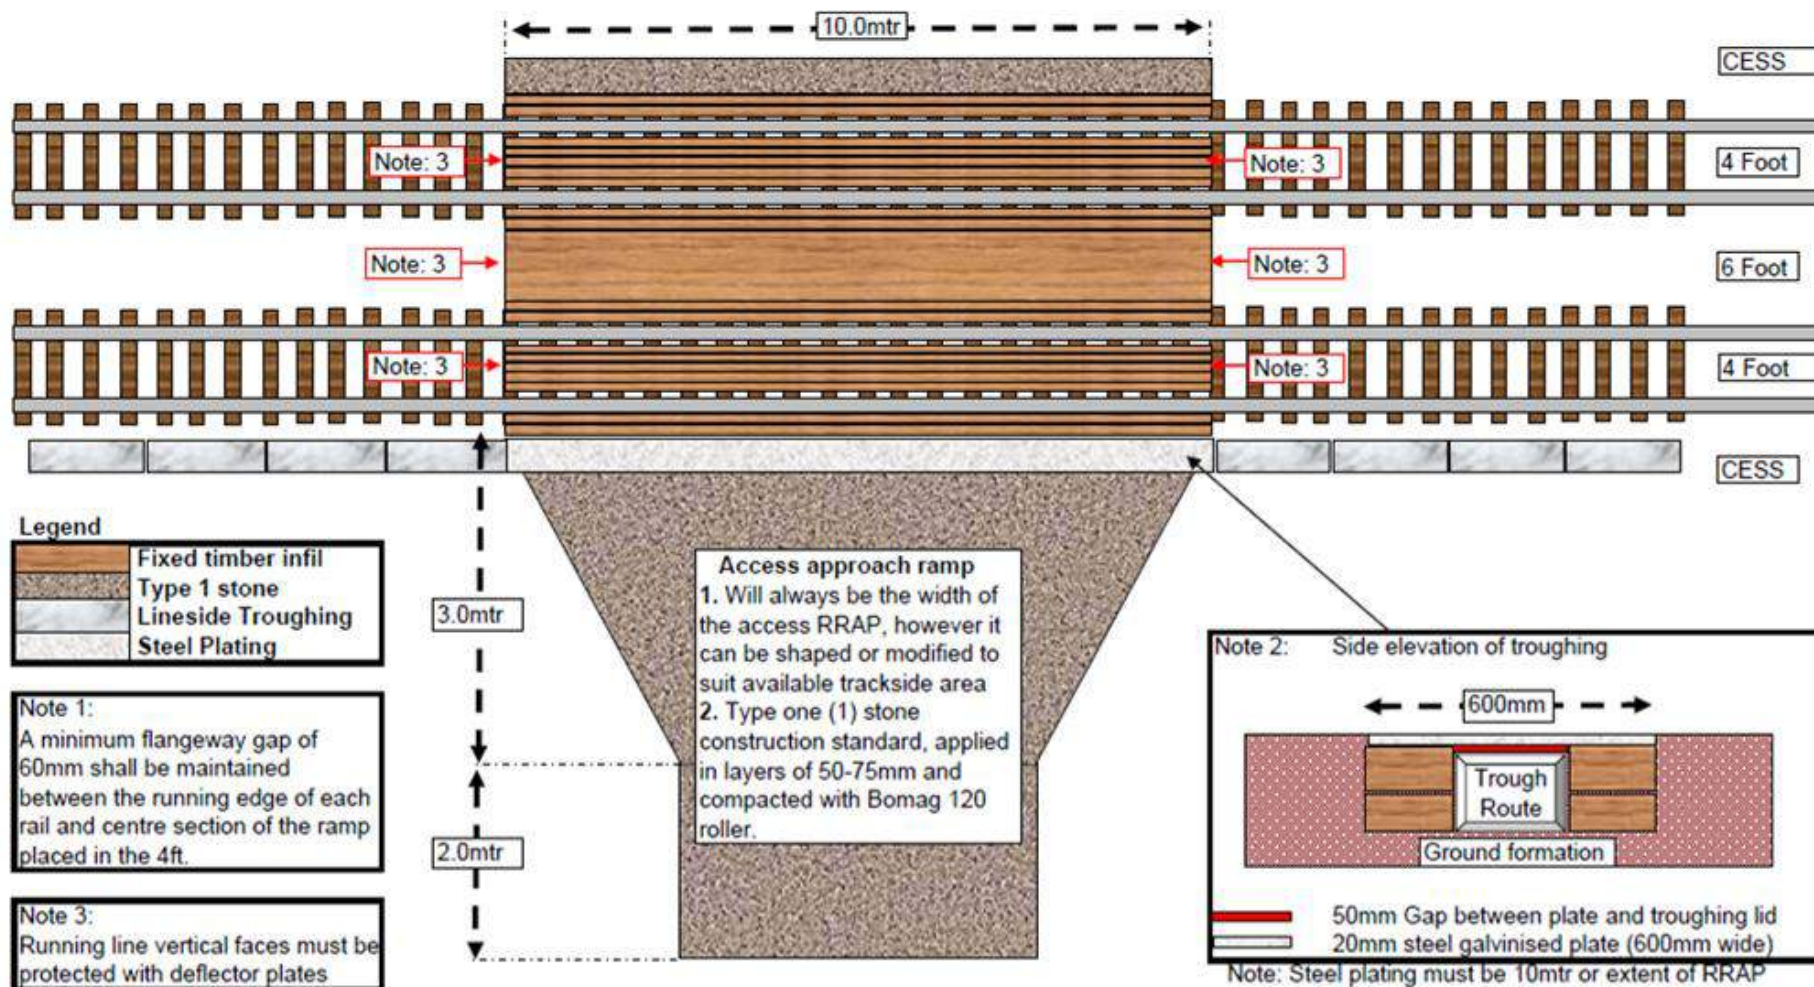 10.0mtr
CESS
Note: 3
Note: 3
4 Foot
Note: 3
Note: 3
6 Foot
Note: 3
Note: 3
4 Foot
CESS
Legend
Fixed timber infil
Type 1 stone
Lineside Troughing
Steel Plating
3.0mtr
2.0mtr
Access approach ramp
1. Will always be the width of
the access RRAP, however it
can be shaped or modified to
suit available trackside area
2. Type one (1) stone
construction standard, applied
in layers of 50-75mm and
compacted with Bomag 120
roller.
Note 1:
A minimum flangeway gap of
60mm shall be maintained
between the running edge of each
rail and centre section of the ramp
placed in the 4ft.
Note 3:
Running line vertical faces must be
protected with deflector plates
Note 2: Side elevation of troughing
600mm
Trough
Route
Ground formation
50mm Gap between plate and troughing lid
20mm steel galvinised plate (600mm wide)
Note: Steel plating must be 10mtr or extent of RRAP